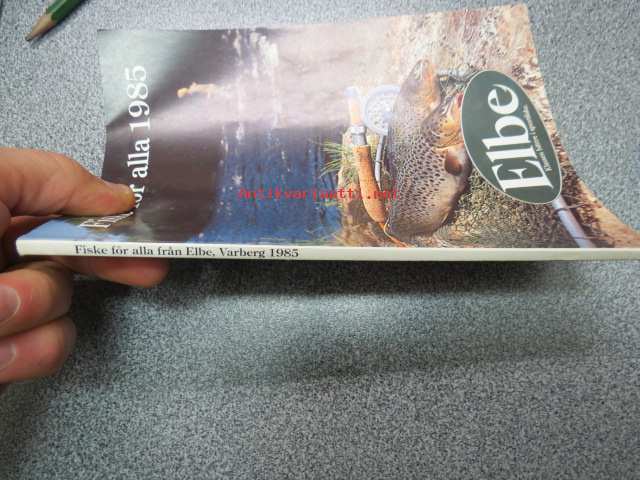 Fiske för alla 1985
Elbe
antikvariaatti.net
Fiske för alla från Elbe, Varberg 1985